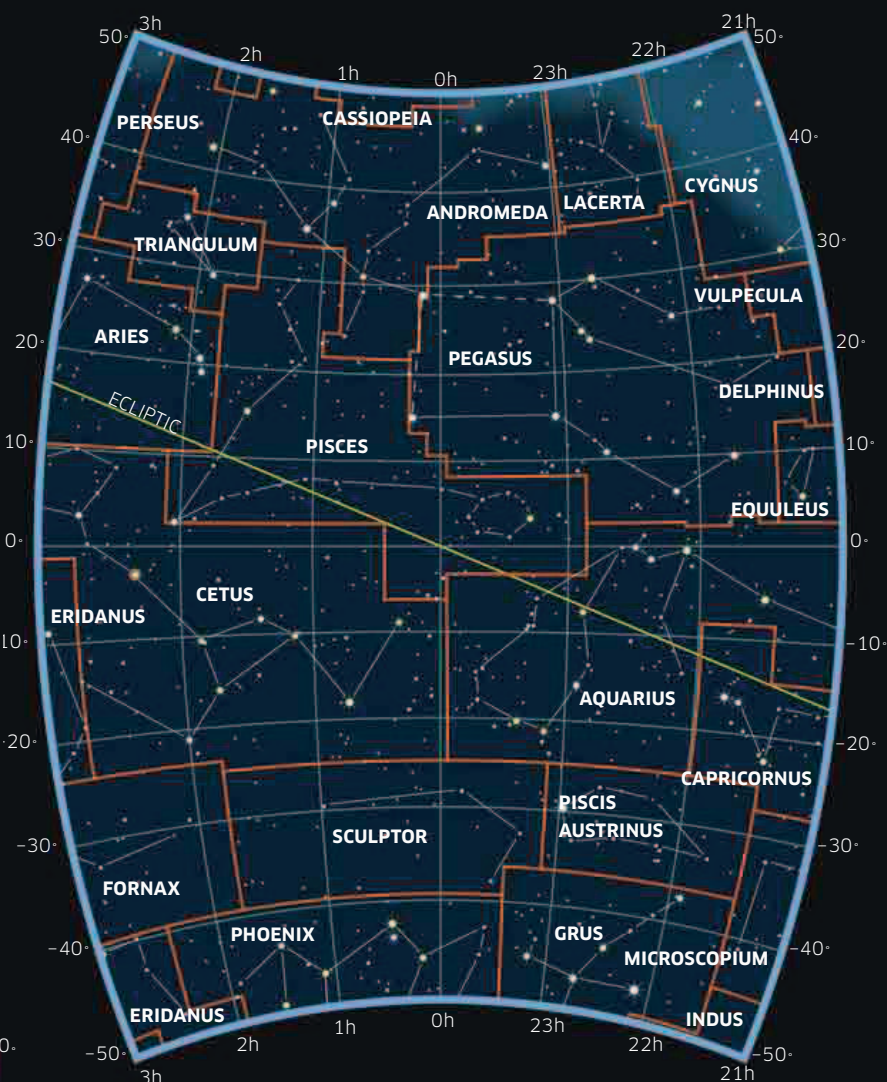 3h
21h
50°
50°
2h
1h
0h
23h
22h
PERSEUS
CASSIOPEIA
40°
40°
CYGNUS
LACERTA
ANDROMEDA
30°
TRIANGULUM
30°
VULPECULA
20°
ARIES
PEGASUS
20°
DELPHINUS
ECLIPTIC
10°
PISCES
10°
EQUULEUS
0°
0°
CETUS
ERIDANUS
10°
−10°
AQUARIUS
20°
−20°
CAPRICORNUS
PISCIS
AUSTRINUS
SCULPTOR
−30°
−30°
FORNAX
PHOENIX
GRUS
−40°
−40°
MICROSCOPIUM
ERIDANUS
INDUS
0°
−50°
−50°
3h
2h
1h
0h
23h
22h
21h